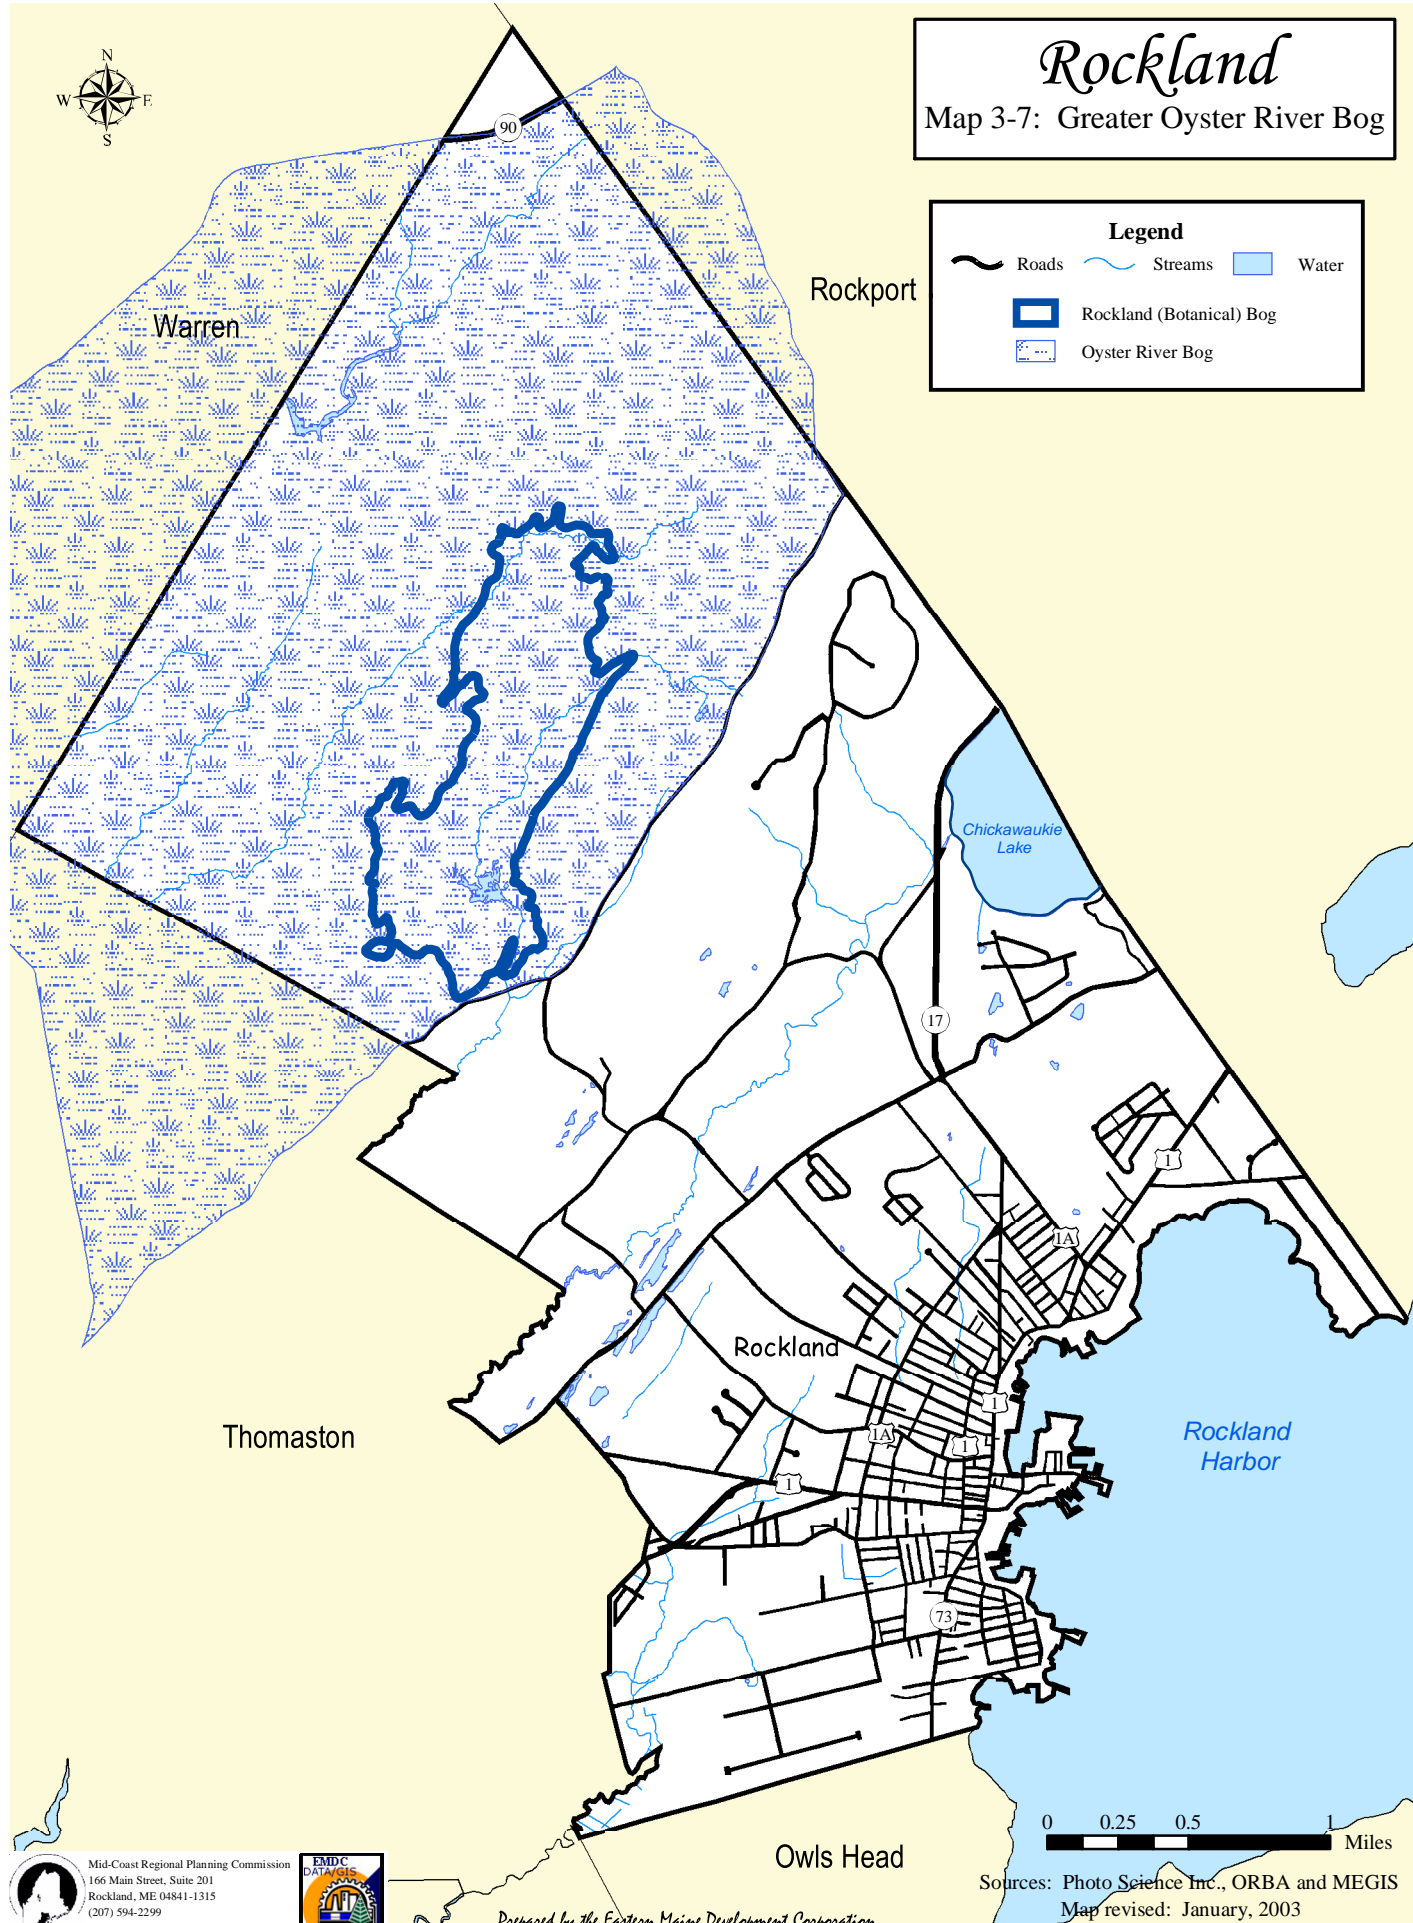 Rockland
Map 3-7: Greater Oyster River Bog
N
W E
S
90
Legend
Roads
Streams
Water
Rockland (Botanical) Bog
Oyster River Bog
Rockport
Warren
Chickawaukie
Lake
17
1
1A
Rockland
1
1A
1
1
Thomaston
Rockland
Harbor
73
0 0.25 0.5 1
Miles
Owls Head
Sources: Photo Science Inc., ORBA and MEGIS
Map revised: January, 2003
Mid-Coast Regional Planning Commission
166 Main Street, Suite 201
Rockland, ME 04841-1315
(207) 594-2299
EMDC
DATA/GIS
Prepared by the Eastern Maine Development Corporation